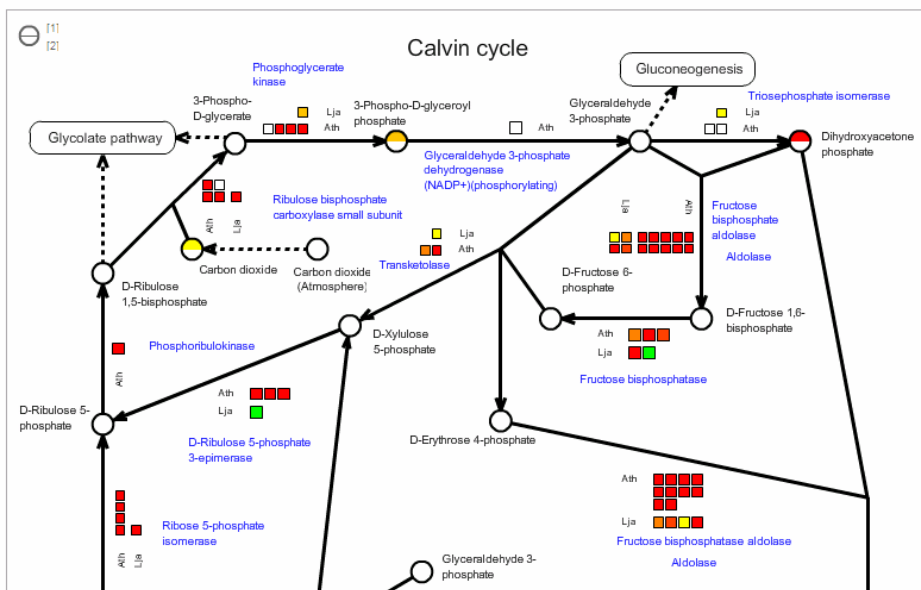 [1]
[2]
Calvin cycle
Phosphoglycerate
kinase
Gluconeogenesis
Triosephosphate isomerase
3-Phospho-
D-glycerate
Lja
Ath
3-Phospho-D-glyceroyl
phosphate
Ath
Glyceraldehyde
3-phosphate
Lja
Ath
Glycolate pathway
Dihydroxyacetone
phosphate
Glyceraldehyde 3-phosphate
dehydrogenase
(NADP+)(phosphorylating)
Ribulose bisphosphate
carboxylase small subunit
Ath
Lja
Lja
Ath
Fructose
bisphosphate
aldolase
Aldolase
Lja
Ath
Transketolase
Carbon dioxide
Carbon dioxide
(Atmosphere)
D-Ribulose
1,5-bisphosphate
D-Fructose 6-
phosphate
D-Fructose 1,6-
bisphosphate
D-Xylulose
5-phosphate
Phosphoribulokinase
Ath
Ath
Lja
Fructose bisphosphatase
Ath
Lja
D-Ribulose 5-
phosphate
D-Ribulose 5-phosphate
3-epimerase
D-Erythrose 4-phosphate
Ath
Lja
Fructose bisphosphatase aldolase
Aldolase
Ribose 5-phosphate
isomerase
Ath
Lja
Glyceraldehyde 3-
phosphate